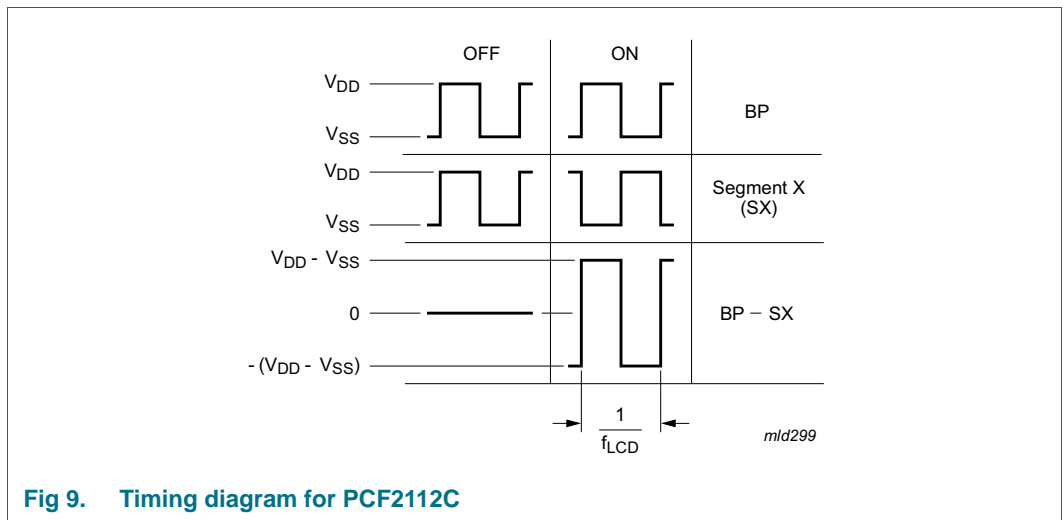 OFF ON
VDD
BP
VSS
VDD
Segment X
(SX)
VSS
VDD - VSS
0
BP − SX
- (VDD - VSS)
1
fLCD
mld299
Fig 9. Timing diagram for PCF2112C